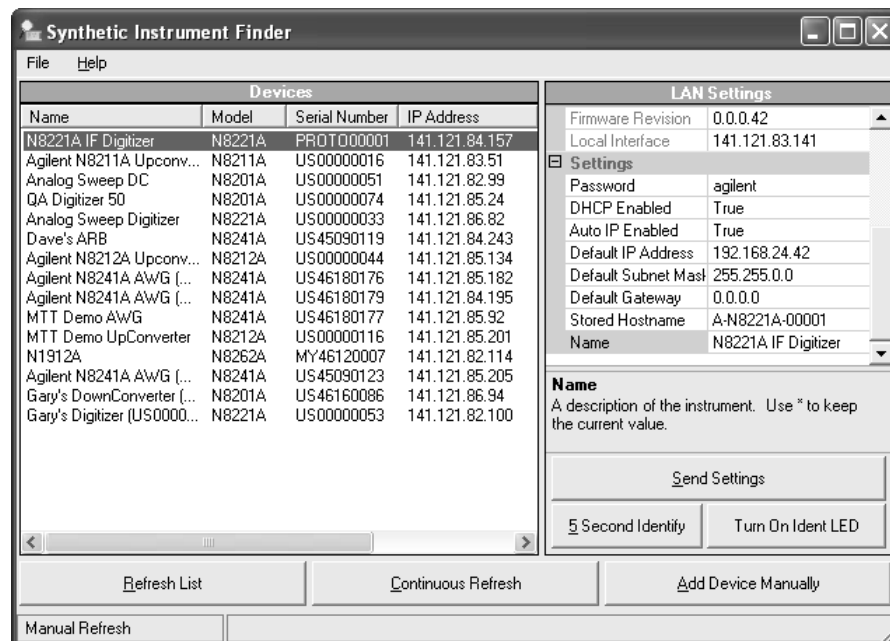 Synthetic Instrument Finder
File Help
Devices
Name Model Serial Number IP Address
N8221A IF Digitizer N8221A PROTO00001 141.121.84.157
Agilent N8211A Upconv... N8211A US00000016 141.121.83.51
Analog Sweep DC N8201A US00000051 141.121.82.99
QA Digitizer 50 N8201A US00000074 141.121.85.24
Analog Sweep Digitizer N8221A US00000033 141.121.86.82
Dave's ARB N8241A US45090119 141.121.84.243
Agilent N8212A Upconv... N8212A US00000044 141.121.85.134
Agilent N8241A AWG (... N8241A US46180176 141.121.85.182
Agilent N8241A AWG (... N8241A US46180179 141.121.84.195
MTT Demo AWG N8241A US46180177 141.121.85.92
MTT Demo UpConverter N8212A US00000116 141.121.85.201
N1912A N8262A MY46120007 141.121.82.114
Agilent N8241A AWG (... N8241A US45090123 141.121.85.205
Gary's DownConverter (... N8201A US46160086 141.121.86.94
Gary's Digitizer (US0000... N8221A US00000053 141.121.82.100
LAN Settings
Firmware Revision 0.0.0.42
Local Interface 141.121.83.141
Settings
Password agilent
DHCP Enabled True
Auto IP Enabled True
Default IP Address 192.168.24.42
Default Subnet Mask 255.255.0.0
Default Gateway 0.0.0.0
Stored Hostname A-N8221A-00001
Name N8221A IF Digitizer
Name
A description of the instrument. Use * to keep
the current value.
Send Settings
5 Second Identify Turn On Ident LED
Refresh List Continuous Refresh Add Device Manually
Manual Refresh